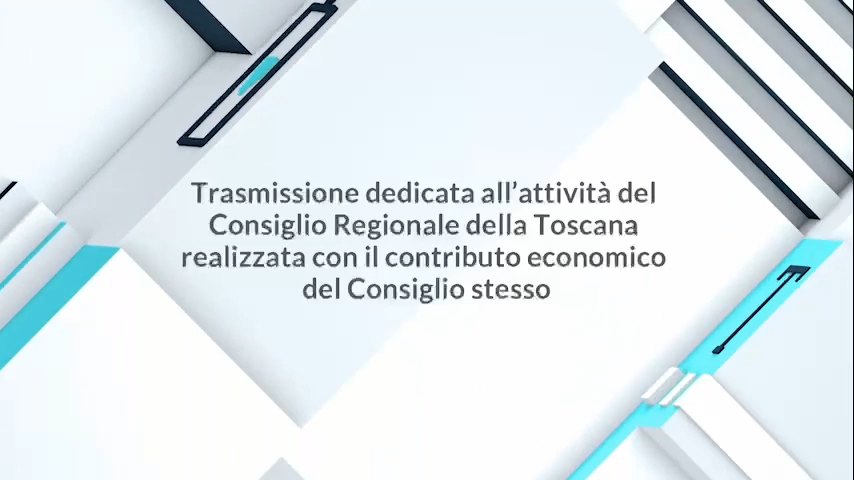 Trasmissione dedicata all’attività del
Consiglio Regionale della Toscana
realizzata con il contributo economico
del Consiglio stesso